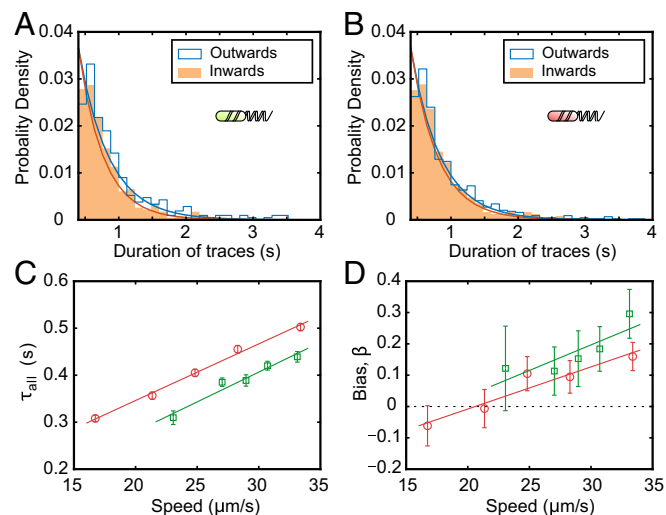 A
B
0.04
0.03
0.02
0.01
0
Probality Density
Outwards
Inwards
1
2
3
4
Duration of traces (s)
0.04
0.03
0.02
0.01
0
Probality Density
Outwards
Inwards
1
2
3
4
Duration of traces (s)
C
D
0.6
0.5
0.4
0.3
0.2
τall (s)
15
20
25
30
35
Speed (µm/s)
0.4
0.3
0.2
0.1
0
−0.1
−0.2
Bias, β
15
20
25
30
35
Speed (µm/s)